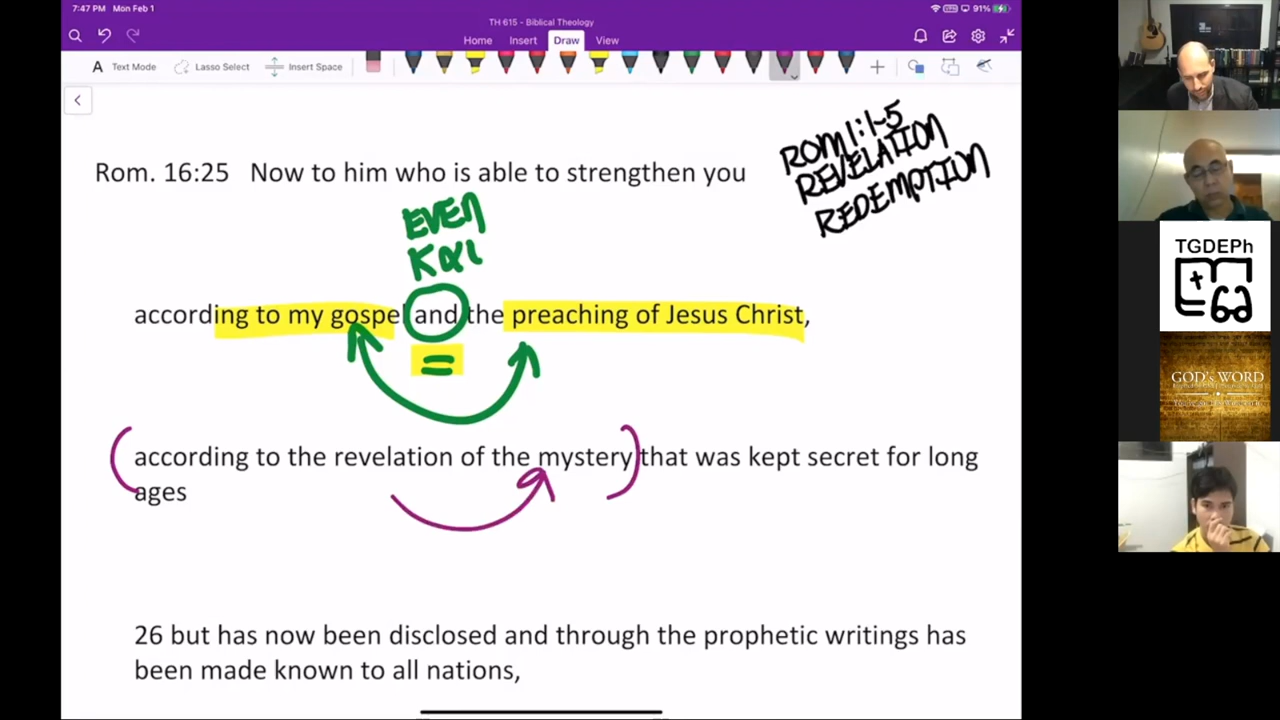 7:47 PM Mon Feb 1
91%
TH 615 - Biblical Theology
Home Insert Draw View
Text Mode Lasso Select Insert Space
ROM 1:1-5
REVELATION
REDEMPTION
Rom. 16:25 Now to him who is able to strengthen you
EVEN
Kαι
according to my gospel and the preaching of Jesus Christ,
=
(according to the revelation of the mystery) that was kept secret for long
ages
26 but has now been disclosed and through the prophetic writings has
been made known to all nations,
TGDEPh
GOD's WORD